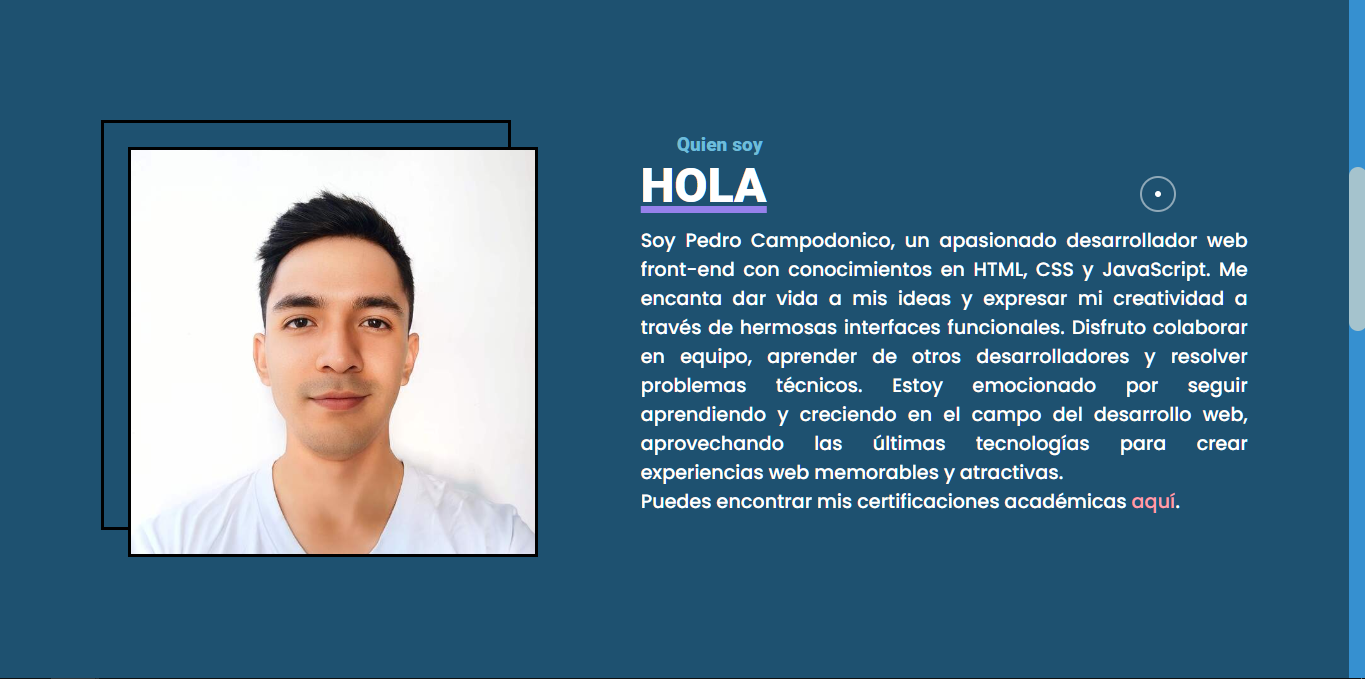 Quien soy
HOLA
Soy Pedro Campodonico, un apasionado desarrollador web
front-end con conocimientos en HTML, CSS y JavaScript. Me
encanta dar vida a mis ideas y expresar mi creatividad a
través de hermosas interfaces funcionales. Disfruto colaborar
en equipo, aprender de otros desarrolladores y resolver
problemas técnicos. Estoy emocionado por seguir
aprendiendo y creciendo en el campo del desarrollo web,
aprovechando las últimas tecnologías para crear
experiencias web memorables y atractivas.
Puedes encontrar mis certificaciones académicas aquí.